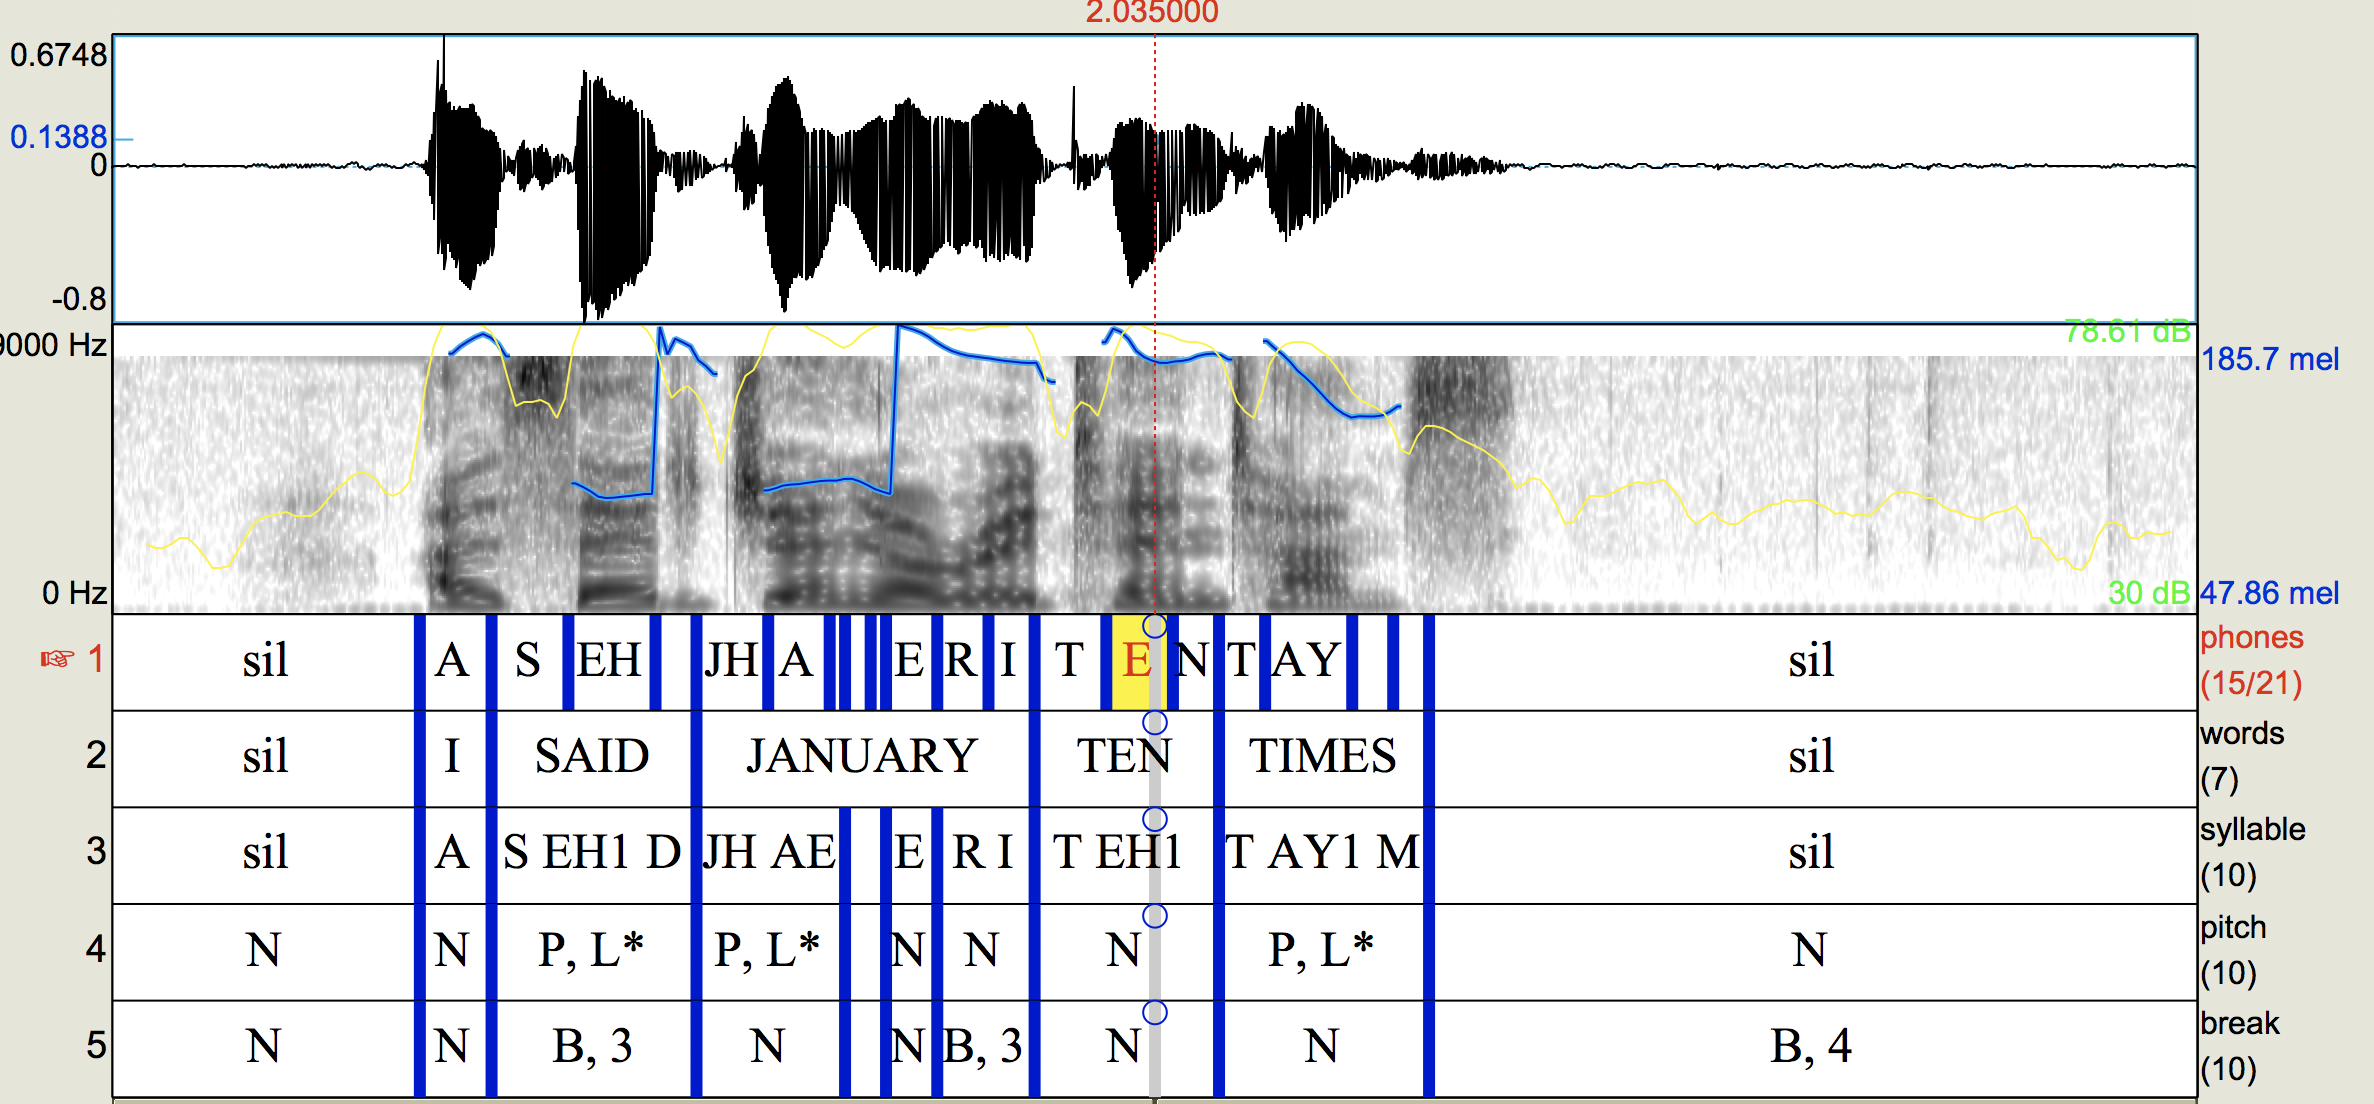 2.035000
0.6748
0.1388
0
-0.8
9000 Hz
78.61 dB
185.7 mel
0 Hz
30 dB
47.86 mel
☞ 1 sil A S EH JH A E R I T E N T AY sil phones (15/21)
2 sil I SAID JANUARY TEN TIMES sil words (7)
3 sil A S EH1 D JH AE E R I T EH1 T AY1 M sil syllable (10)
4 N N P, L* P, L* N N N P, L* N pitch (10)
5 N N B, 3 N N B, 3 N N B, 4 break (10)